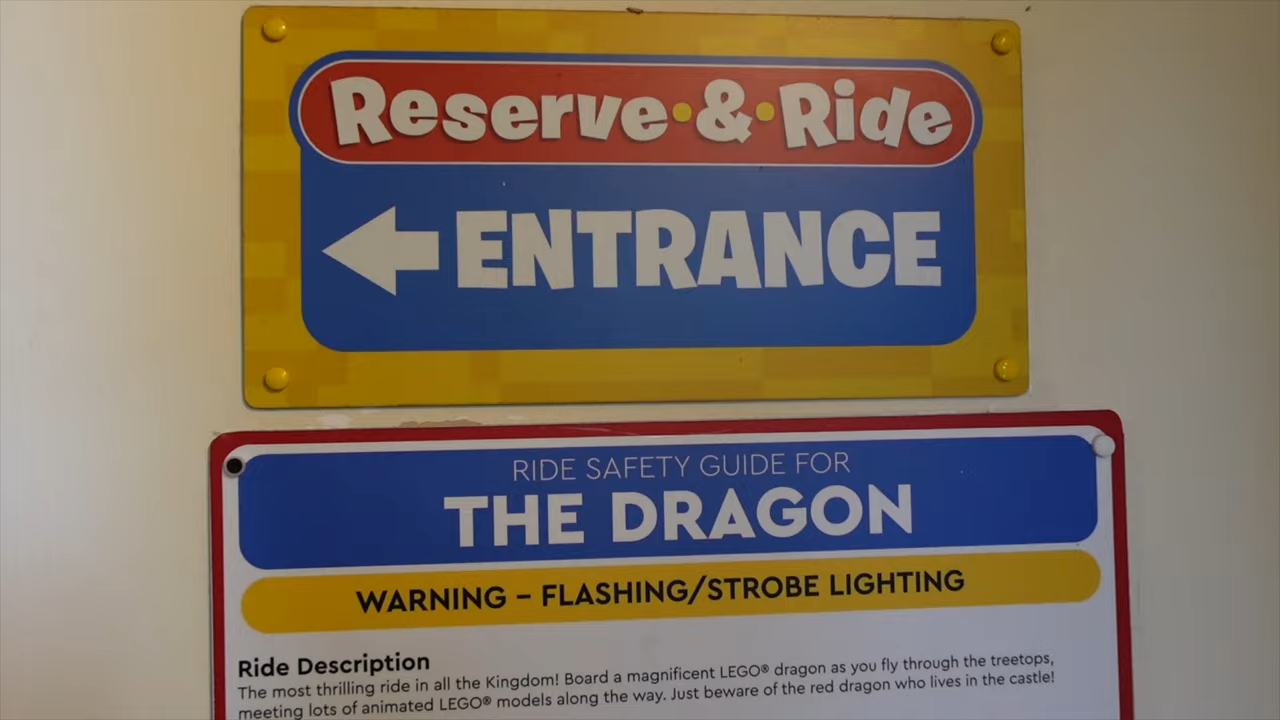 Reserve·&·Ride
ENTRANCE
RIDE SAFETY GUIDE FOR
THE DRAGON
WARNING – FLASHING/STROBE LIGHTING
Ride Description
The most thrilling ride in all the Kingdom! Board a magnificent LEGO® dragon as you fly through the treetops,
meeting lots of animated LEGO® models along the way. Just beware of the red dragon who lives in the castle!